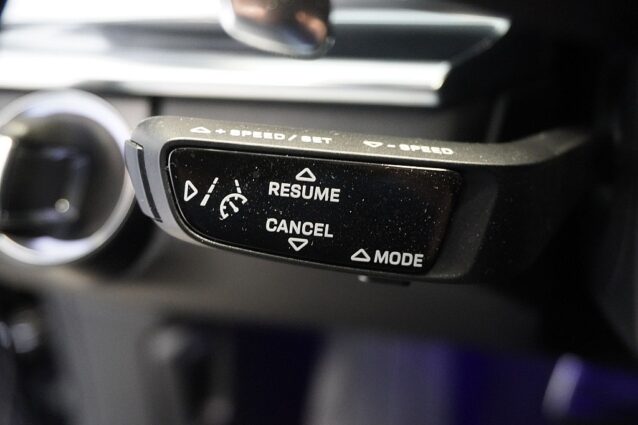 △ + SPEED / SET ▽ - SPEED
RESUME
CANCEL
△ MODE